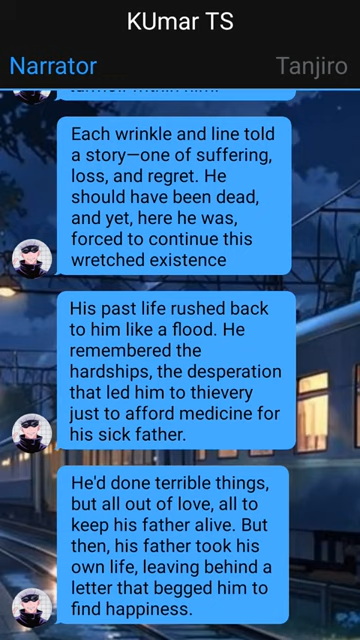 KUmar TS
Narrator
Tanjiro
Each wrinkle and line told
a story—one of suffering,
loss, and regret. He
should have been dead,
and yet, here he was,
forced to continue this
wretched existence
His past life rushed back
to him like a flood. He
remembered the
hardships, the desperation
that led him to thievery
just to afford medicine for
his sick father.
He'd done terrible things,
but all out of love, all to
keep his father alive. But
then, his father took his
own life, leaving behind a
letter that begged him to
find happiness.